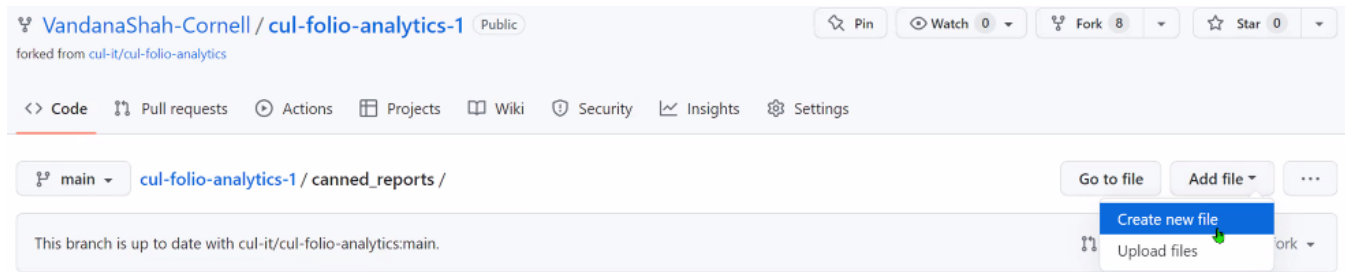 VandanaShah-Cornell / cul-folio-analytics-1 Public Pin Watch 0 Fork 8 Star 0
forked from cul-it/cul-folio-analytics
<> Code Pull requests Actions Projects Wiki Security Insights Settings
main cul-folio-analytics-1 / canned_reports / Go to file Add file ...
Create new file
This branch is up to date with cul-it/cul-folio-analytics:main.
Upload files